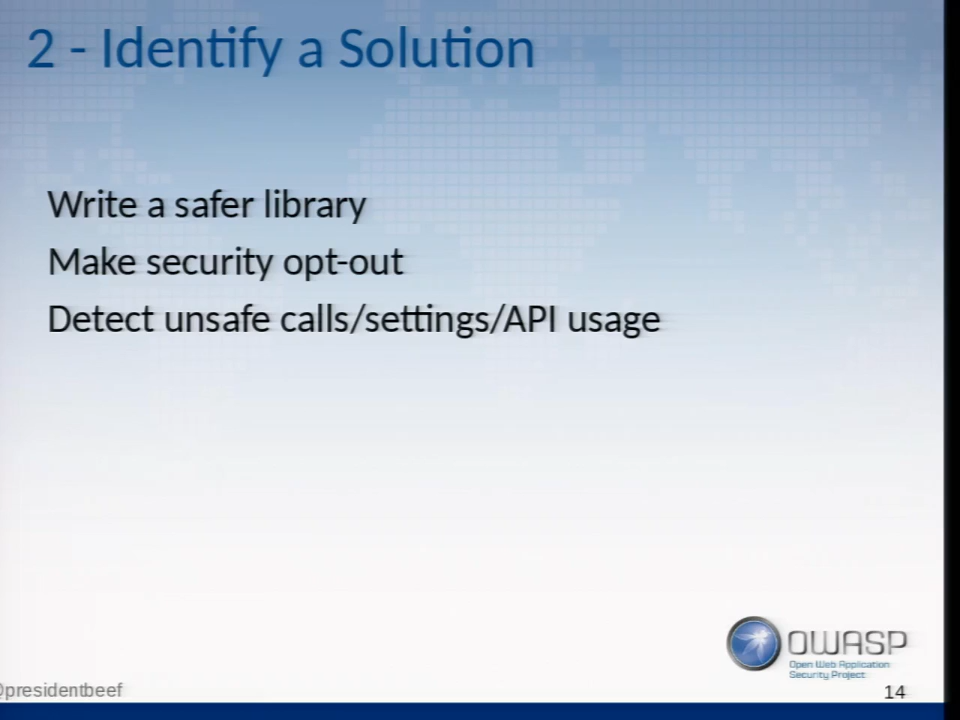 2 - Identify a Solution
Write a safer library
Make security opt-out
Detect unsafe calls/settings/API usage
OWASP
Open Web Application
Security Project
@presidentbeef
14